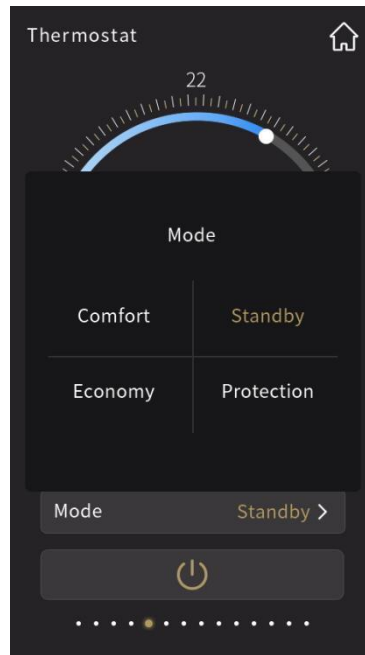 Thermostat
22
Mode
Comfort Standby
Economy Protection
Mode Standby